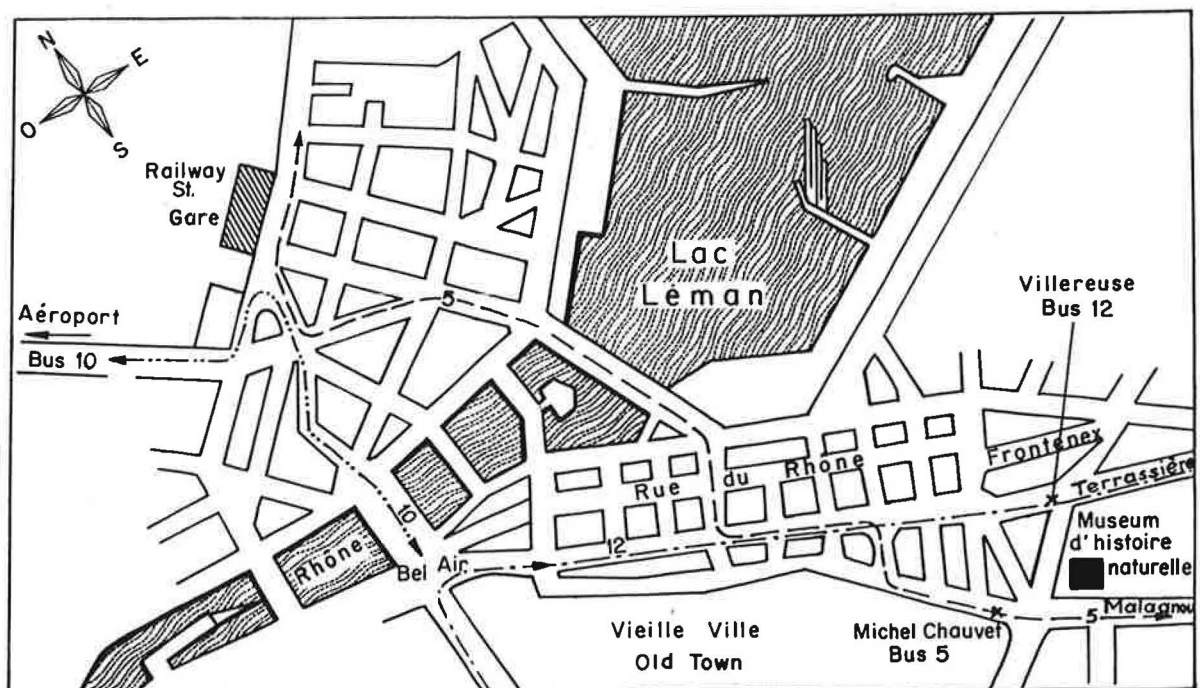 N
E
O
S
Railway
St.
Gare
Lac
Léman
Villereuse
Bus 12
Aéroport
Bus 10
5
10
Rhône
Bel Air
12
Rue du Rhône
Frontenex
Terrassière
Museum
d'histoire
naturelle
5
Malagnou
Michel Chauvet
Bus 5
Vieille Ville
Old Town